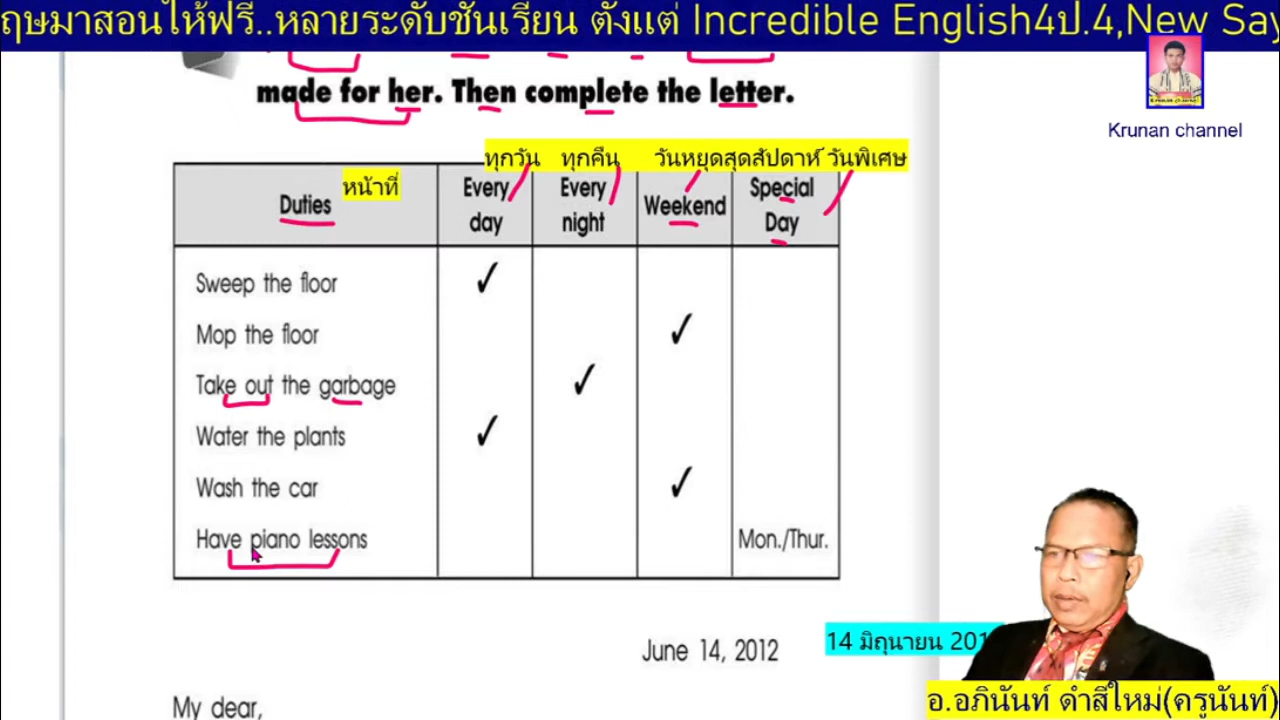 ฤษมาสอนให้ฟรี..หลายระดับชั้นเรียน ตั้งแต่ Incredible English4ป.4,New Say
made for her. Then complete the letter.
Krunan channel
ทุกวัน ทุกคืน วันหยุดสุดสัปดาห์ วันพิเศษ
Duties หน้าที่ Every day Every night Weekend Special Day
Sweep the floor ✓
Mop the floor ✓
Take out the garbage ✓
Water the plants ✓
Wash the car ✓
Have piano lessons Mon./Thur.
June 14, 2012 14 มิถุนายน 201
My dear,
อ.อภินันท์ ดำสีใหม่(ครูนันท์)